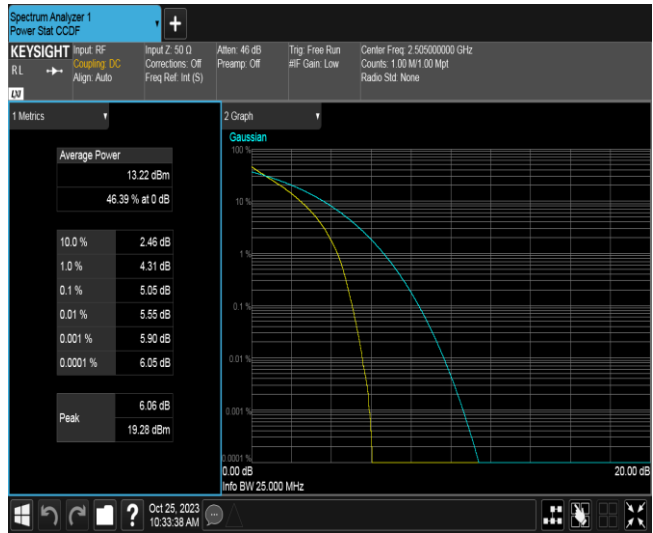 Spectrum Analyzer 1
Power Stat CCDF
KEYSIGHT
RL
LXI
Input: RF
Coupling: DC
Align: Auto
Input Z: 50 Ω
Corrections: Off
Freq Ref: Int (S)
Atten: 46 dB
Preamp: Off
Trig: Free Run
#IF Gain: Low
Center Freq: 2.505000000 GHz
Counts: 1.00 M/1.00 Mpt
Radio Std: None
1 Metrics
Average Power
13.22 dBm
46.39 % at 0 dB
10.0 % 2.46 dB
1.0 % 4.31 dB
0.1 % 5.05 dB
0.01 % 5.55 dB
0.001 % 5.90 dB
0.0001 % 6.05 dB
Peak
6.06 dB
19.28 dBm
2 Graph
Gaussian
100 %
10 %
1 %
0.1 %
0.01 %
0.001 %
0.0001 %
0.00 dB
20.00 dB
Info BW 25.000 MHz
?
Oct 25, 2023
10:33:38 AM